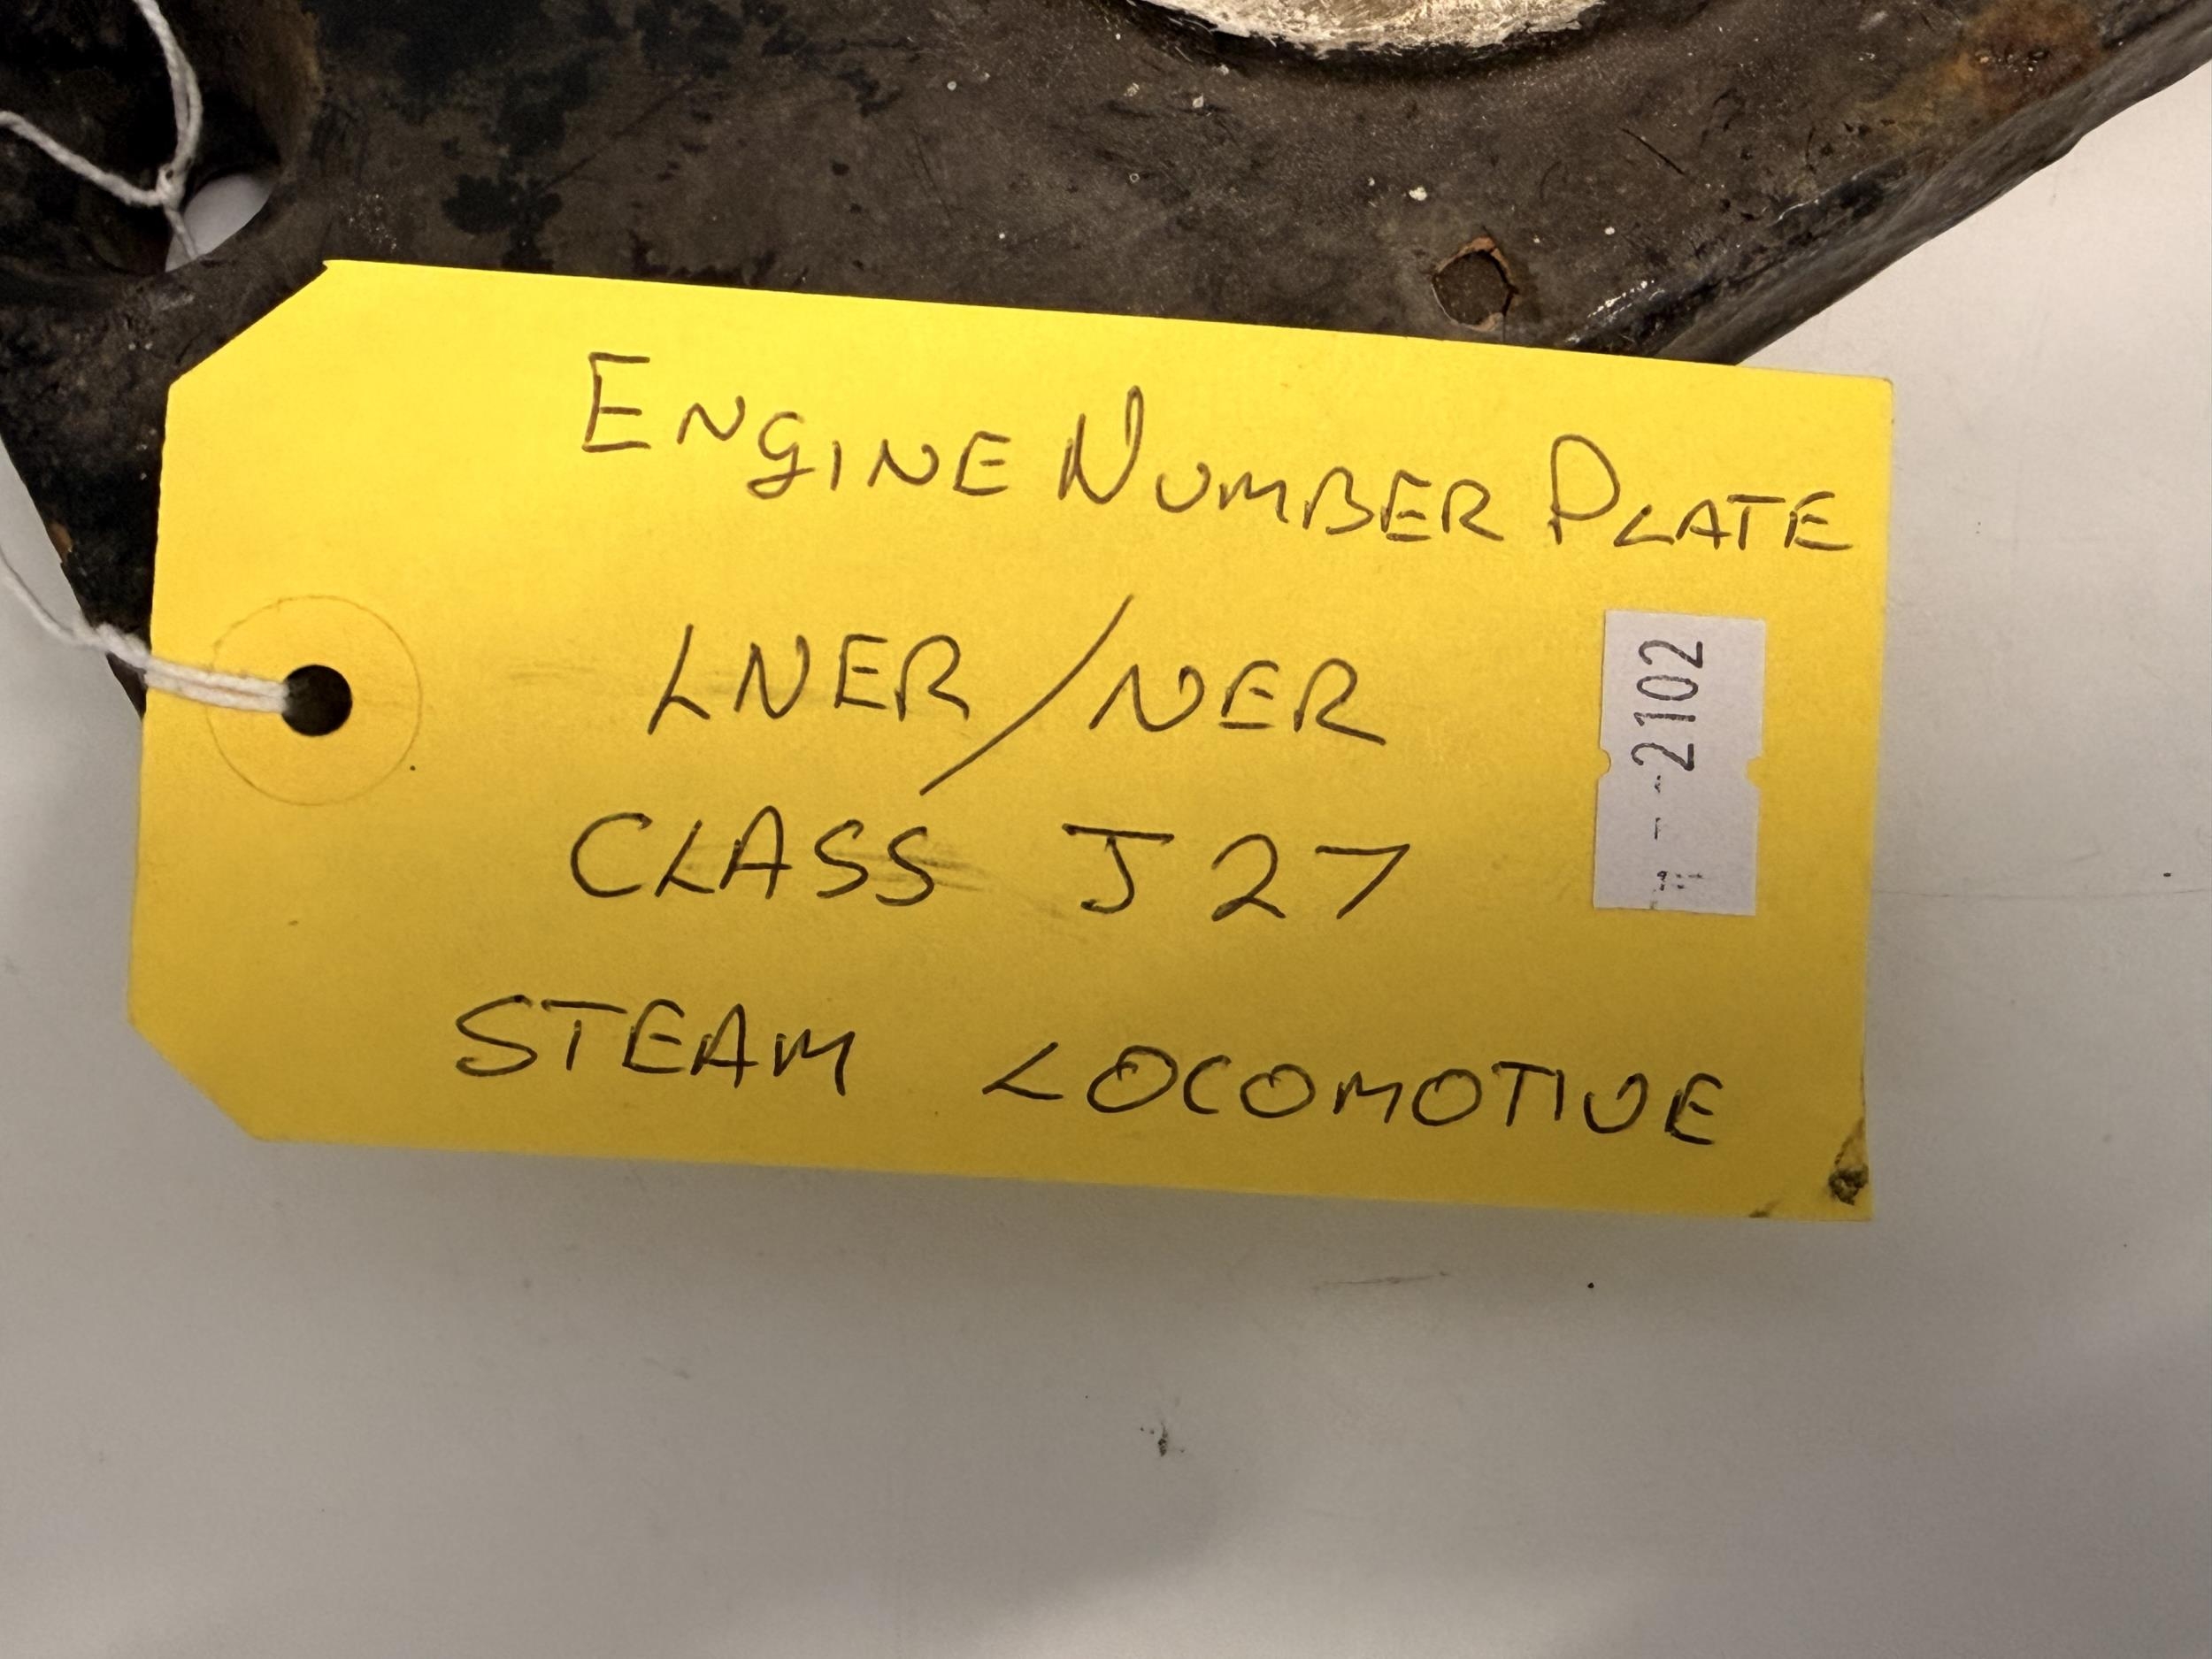 ENGINE NUMBER PLATE
LNER/NER
CLASS J27
STEAM LOCOMOTIVE
2102